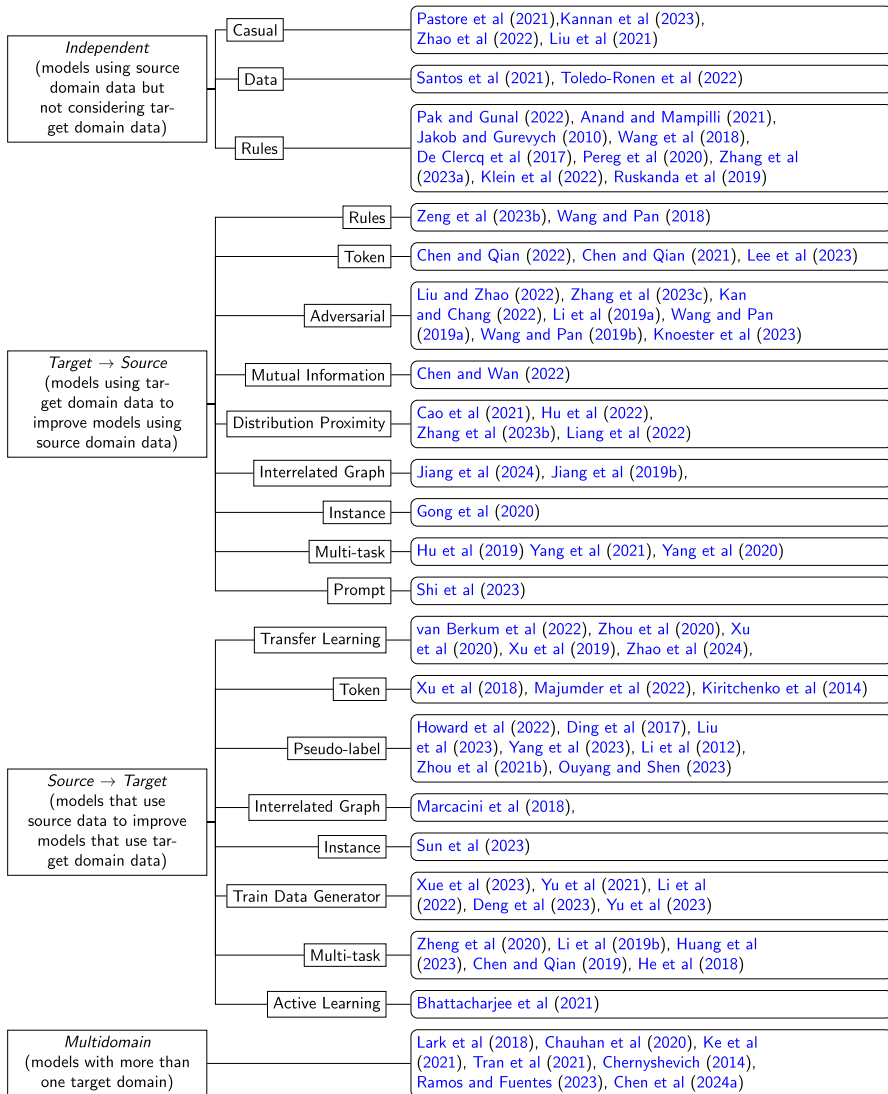 Independent
(models using source
domain data but
not considering tar-
get domain data)
Casual
Pastore et al (2021),Kannan et al (2023),
Zhao et al (2022), Liu et al (2021)
Data
Santos et al (2021), Toledo-Ronen et al (2022)
Rules
Pak and Gunal (2022), Anand and Mampilli (2021),
Jakob and Gurevych (2010), Wang et al (2018),
De Clercq et al (2017), Pereg et al (2020), Zhang et al
(2023a), Klein et al (2022), Ruskanda et al (2019)
Target → Source
(models using tar-
get domain data to
improve models using
source domain data)
Rules
Zeng et al (2023b), Wang and Pan (2018)
Token
Chen and Qian (2022), Chen and Qian (2021), Lee et al (2023)
Adversarial
Liu and Zhao (2022), Zhang et al (2023c), Kan
and Chang (2022), Li et al (2019a), Wang and Pan
(2019a), Wang and Pan (2019b), Knoester et al (2023)
Mutual Information
Chen and Wan (2022)
Distribution Proximity
Cao et al (2021), Hu et al (2022),
Zhang et al (2023b), Liang et al (2022)
Interrelated Graph
Jiang et al (2024), Jiang et al (2019b),
Instance
Gong et al (2020)
Multi-task
Hu et al (2019) Yang et al (2021), Yang et al (2020)
Prompt
Shi et al (2023)
Source → Target
(models that use
source data to improve
models that use tar-
get domain data)
Transfer Learning
van Berkum et al (2022), Zhou et al (2020), Xu
et al (2020), Xu et al (2019), Zhao et al (2024),
Token
Xu et al (2018), Majumder et al (2022), Kiritchenko et al (2014)
Pseudo-label
Howard et al (2022), Ding et al (2017), Liu
et al (2023), Yang et al (2023), Li et al (2012),
Zhou et al (2021b), Ouyang and Shen (2023)
Interrelated Graph
Marcacini et al (2018),
Instance
Sun et al (2023)
Train Data Generator
Xue et al (2023), Yu et al (2021), Li et al
(2022), Deng et al (2023), Yu et al (2023)
Multi-task
Zheng et al (2020), Li et al (2019b), Huang et al
(2023), Chen and Qian (2019), He et al (2018)
Active Learning
Bhattacharjee et al (2021)
Multidomain
(models with more than
one target domain)
Lark et al (2018), Chauhan et al (2020), Ke et al
(2021), Tran et al (2021), Chernyshevich (2014),
Ramos and Fuentes (2023), Chen et al (2024a)